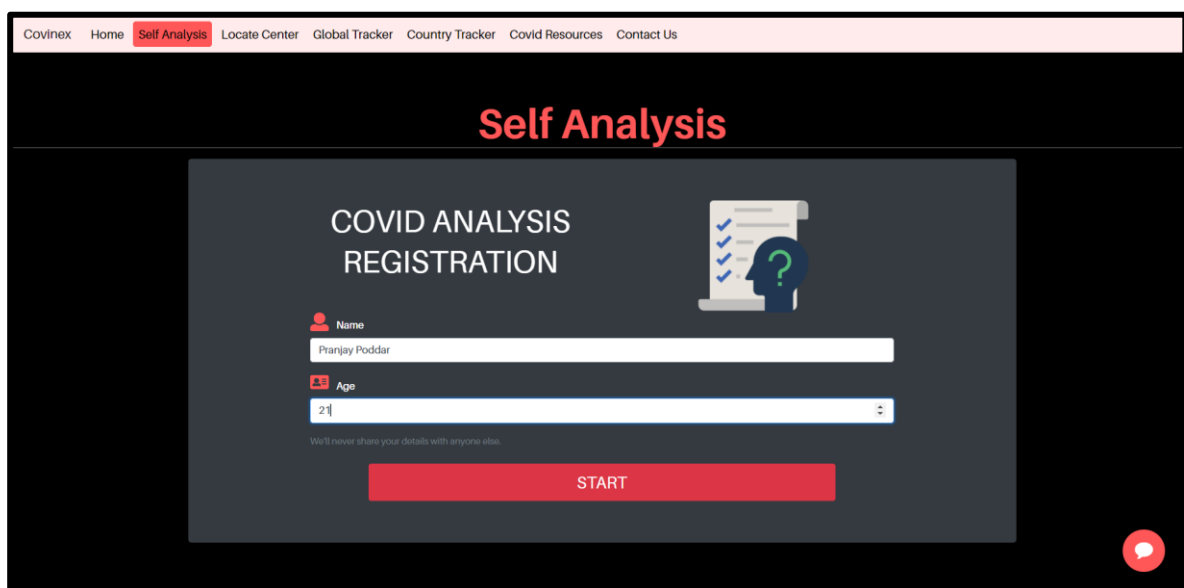 Covinex Home Self Analysis Locate Center Global Tracker Country Tracker Covid Resources Contact Us
Self Analysis
COVID ANALYSIS
REGISTRATION
?
Name
Pranjay Poddar
Age
21
We'll never share your details with anyone else.
START